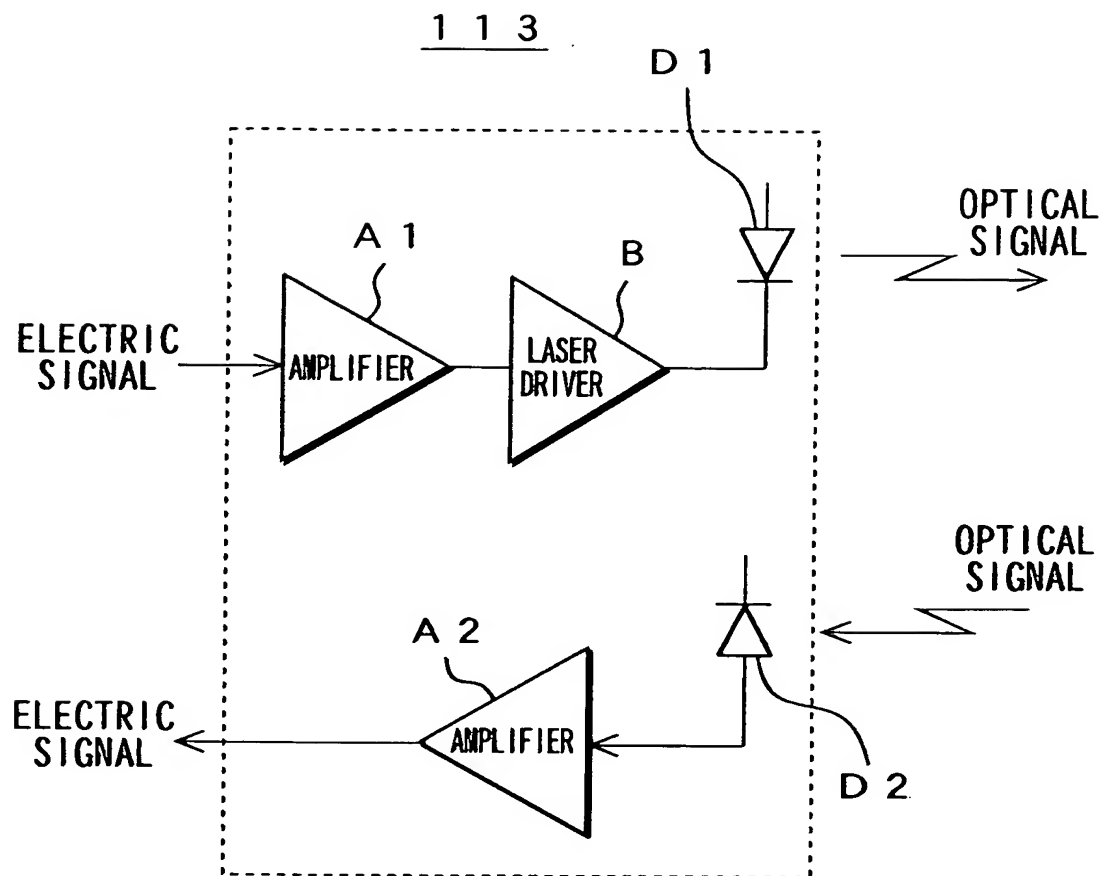 113
D1
OPTICAL
SIGNAL
A1
B
ELECTRIC
SIGNAL
AMPLIFIER
LASER
DRIVER
OPTICAL
SIGNAL
A2
ELECTRIC
SIGNAL
AMPLIFIER
D2